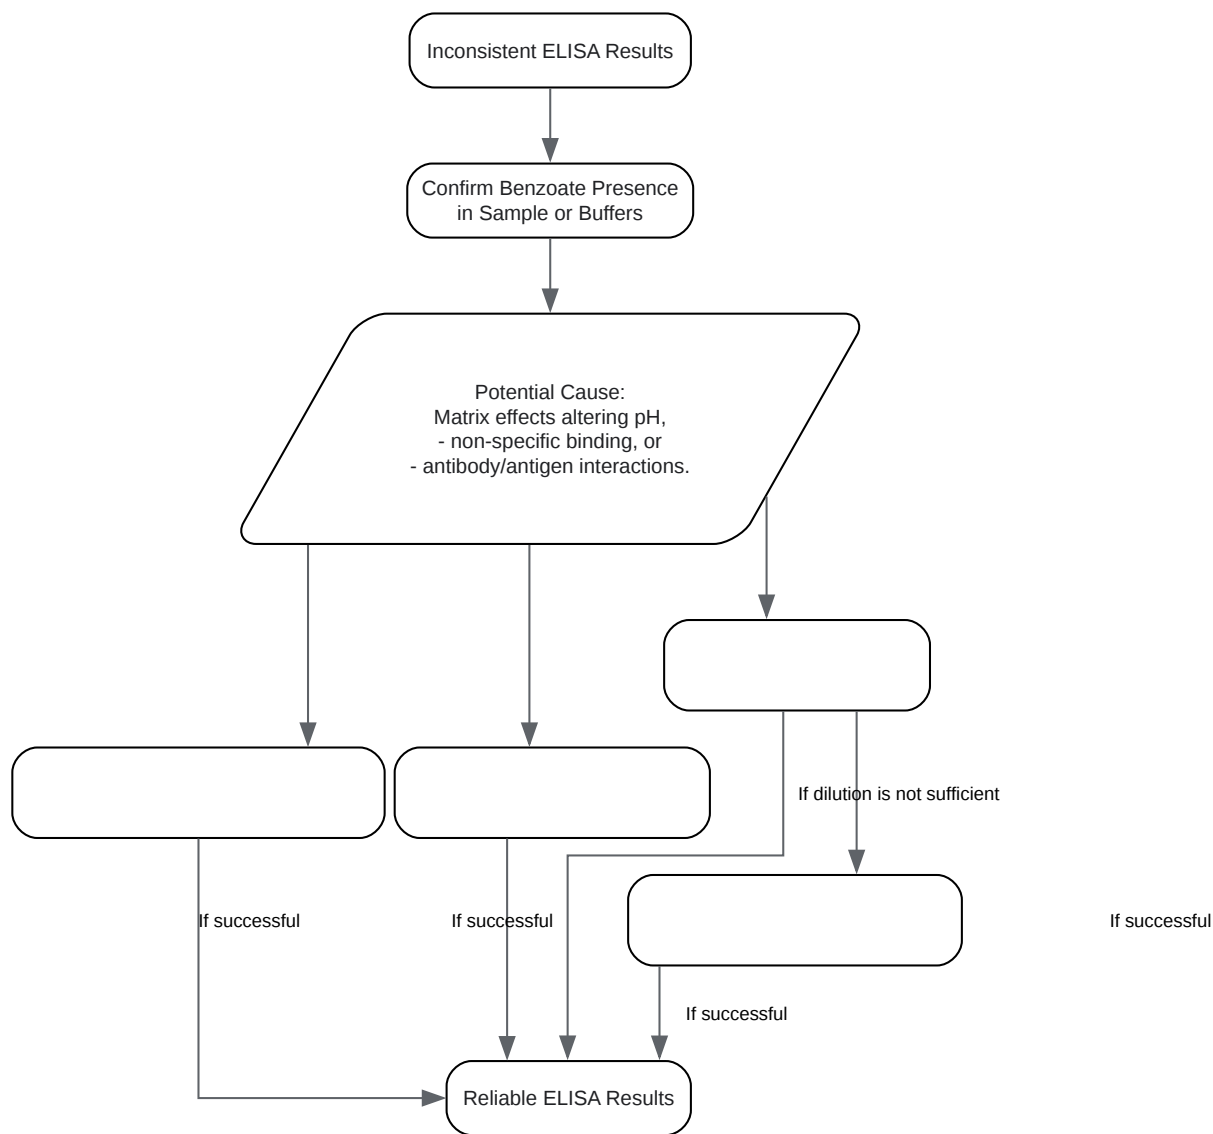 Inconsistent ELISA Results
Confirm Benzoate Presence
in Sample or Buffers
Potential Cause:
Matrix effects altering pH,
- non-specific binding, or
- antibody/antigen interactions.
If dilution is not sufficient
If successful
If successful
If successful
If successful
Reliable ELISA Results